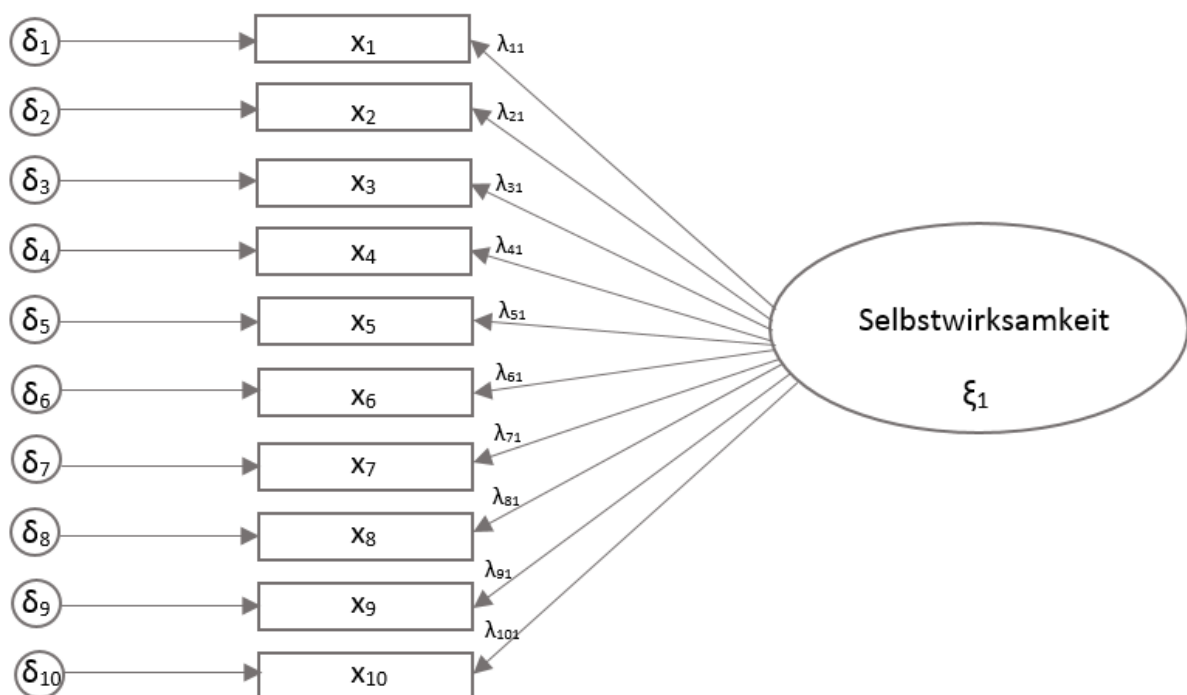 δ₁ x₁ λ₁₁
δ₂ x₂ λ₂₁
δ₃ x₃ λ₃₁
δ₄ x₄ λ₄₁
δ₅ x₅ λ₅₁
δ₆ x₆ λ₆₁
δ₇ x₇ λ₇₁
δ₈ x₈ λ₈₁
δ₉ x₉ λ₉₁
δ₁₀ x₁₀ λ₁₀₁
Selbstwirksamkeit
ξ₁